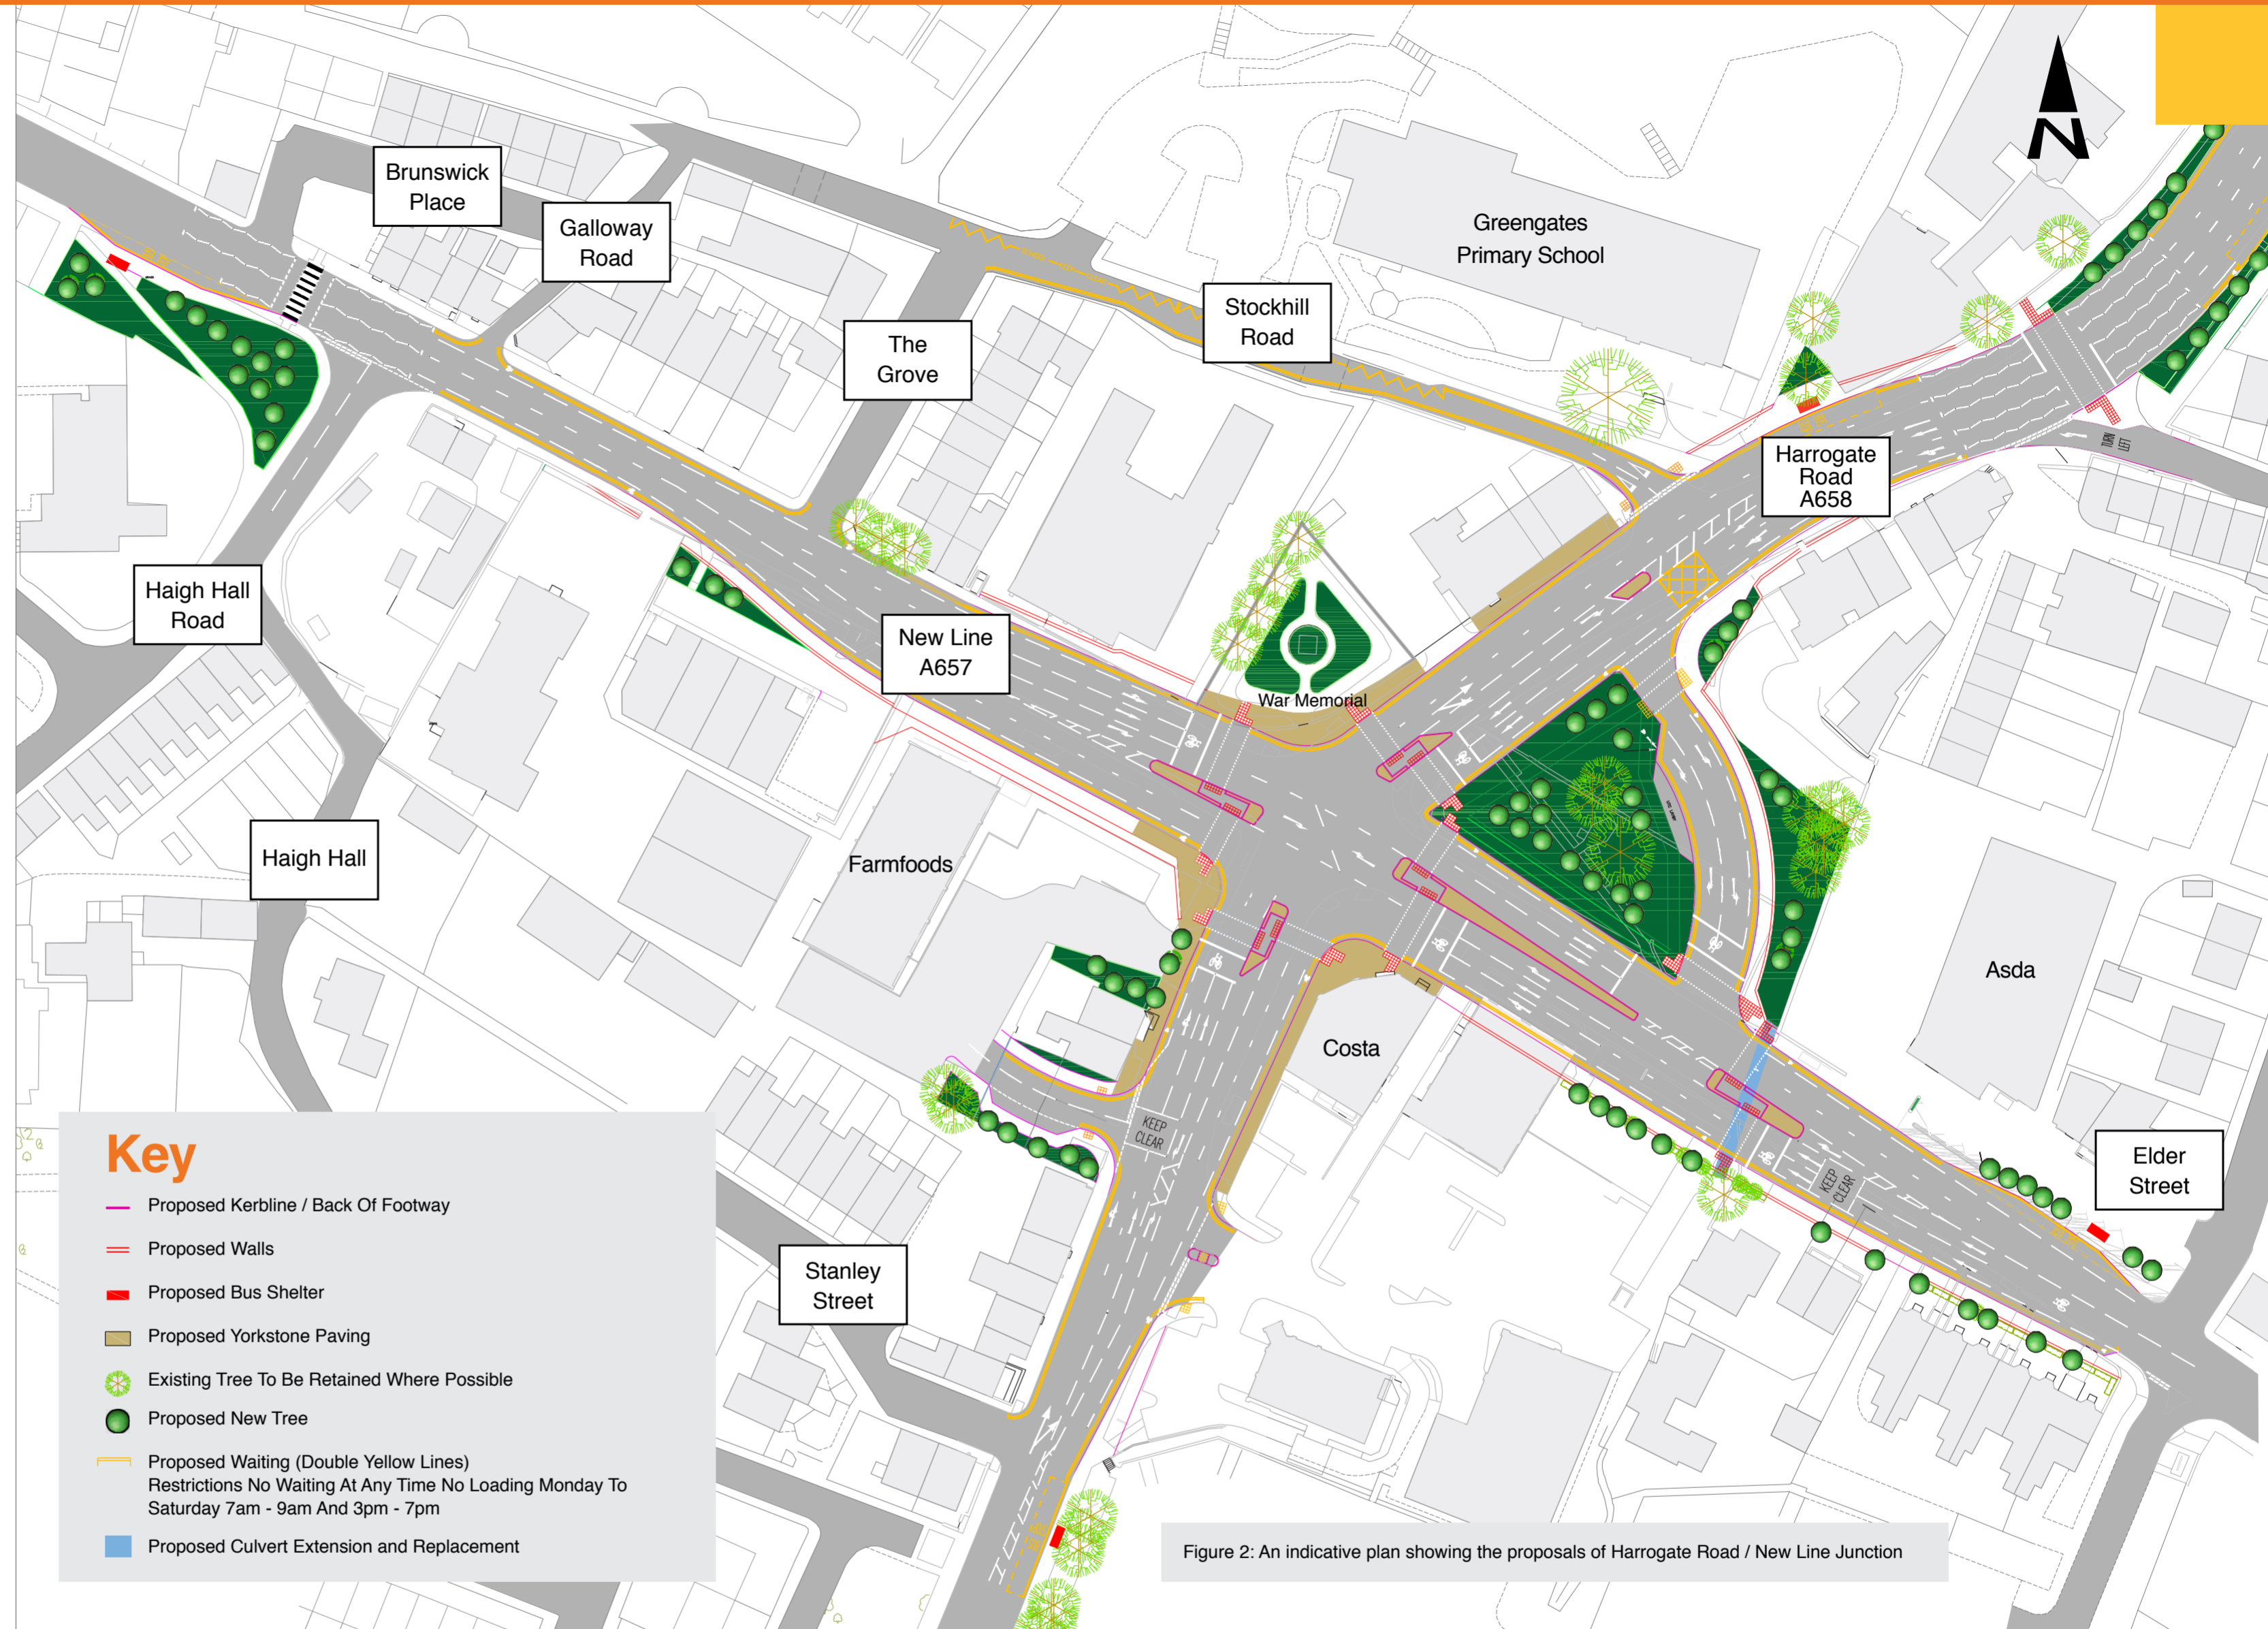 Brunswick
Place
Galloway
Road
The
Grove
Stockhill
Road
Greengates
Primary School
N
Harrogate
Road
A658
TURN
LEFT
Haigh Hall
Road
New Line
A657
War Memorial
Haigh Hall
Farmfoods
Costa
Asda
KEEP
CLEAR
KEEP
CLEAR
Elder
Street
Stanley
Street
Key
Proposed Kerbline / Back Of Footway
Proposed Walls
Proposed Bus Shelter
Proposed Yorkstone Paving
Existing Tree To Be Retained Where Possible
Proposed New Tree
Proposed Waiting (Double Yellow Lines)
Restrictions No Waiting At Any Time No Loading Monday To
Saturday 7am - 9am And 3pm - 7pm
Proposed Culvert Extension and Replacement
Figure 2: An indicative plan showing the proposals of Harrogate Road / New Line Junction